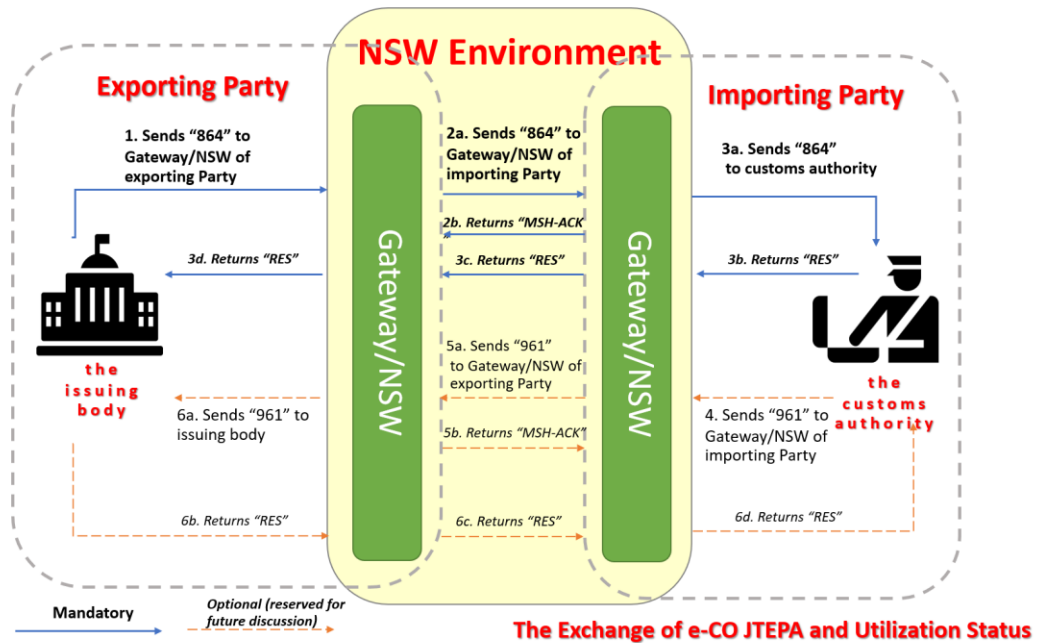 NSW Environment
Exporting Party
Importing Party
1. Sends “864” to
Gateway/NSW of
exporting Party
2a. Sends “864” to
Gateway/NSW of
importing Party
3a. Sends “864”
to customs authority
2b. Returns “MSH-ACK
3d. Returns “RES”
3c. Returns “RES”
3b. Returns “RES”
Gateway/NSW
Gateway/NSW
the
issuing
body
the
customs
authority
5a. Sends “961”
to Gateway/NSW of
exporting Party
6a. Sends “961” to
issuing body
4. Sends “961” to
Gateway/NSW of
importing Party
5b. Returns “MSH-ACK”
6b. Returns “RES”
6c. Returns “RES”
6d. Returns “RES”
Mandatory
Optional (reserved for
future discussion)
The Exchange of e-CO JTEPA and Utilization Status